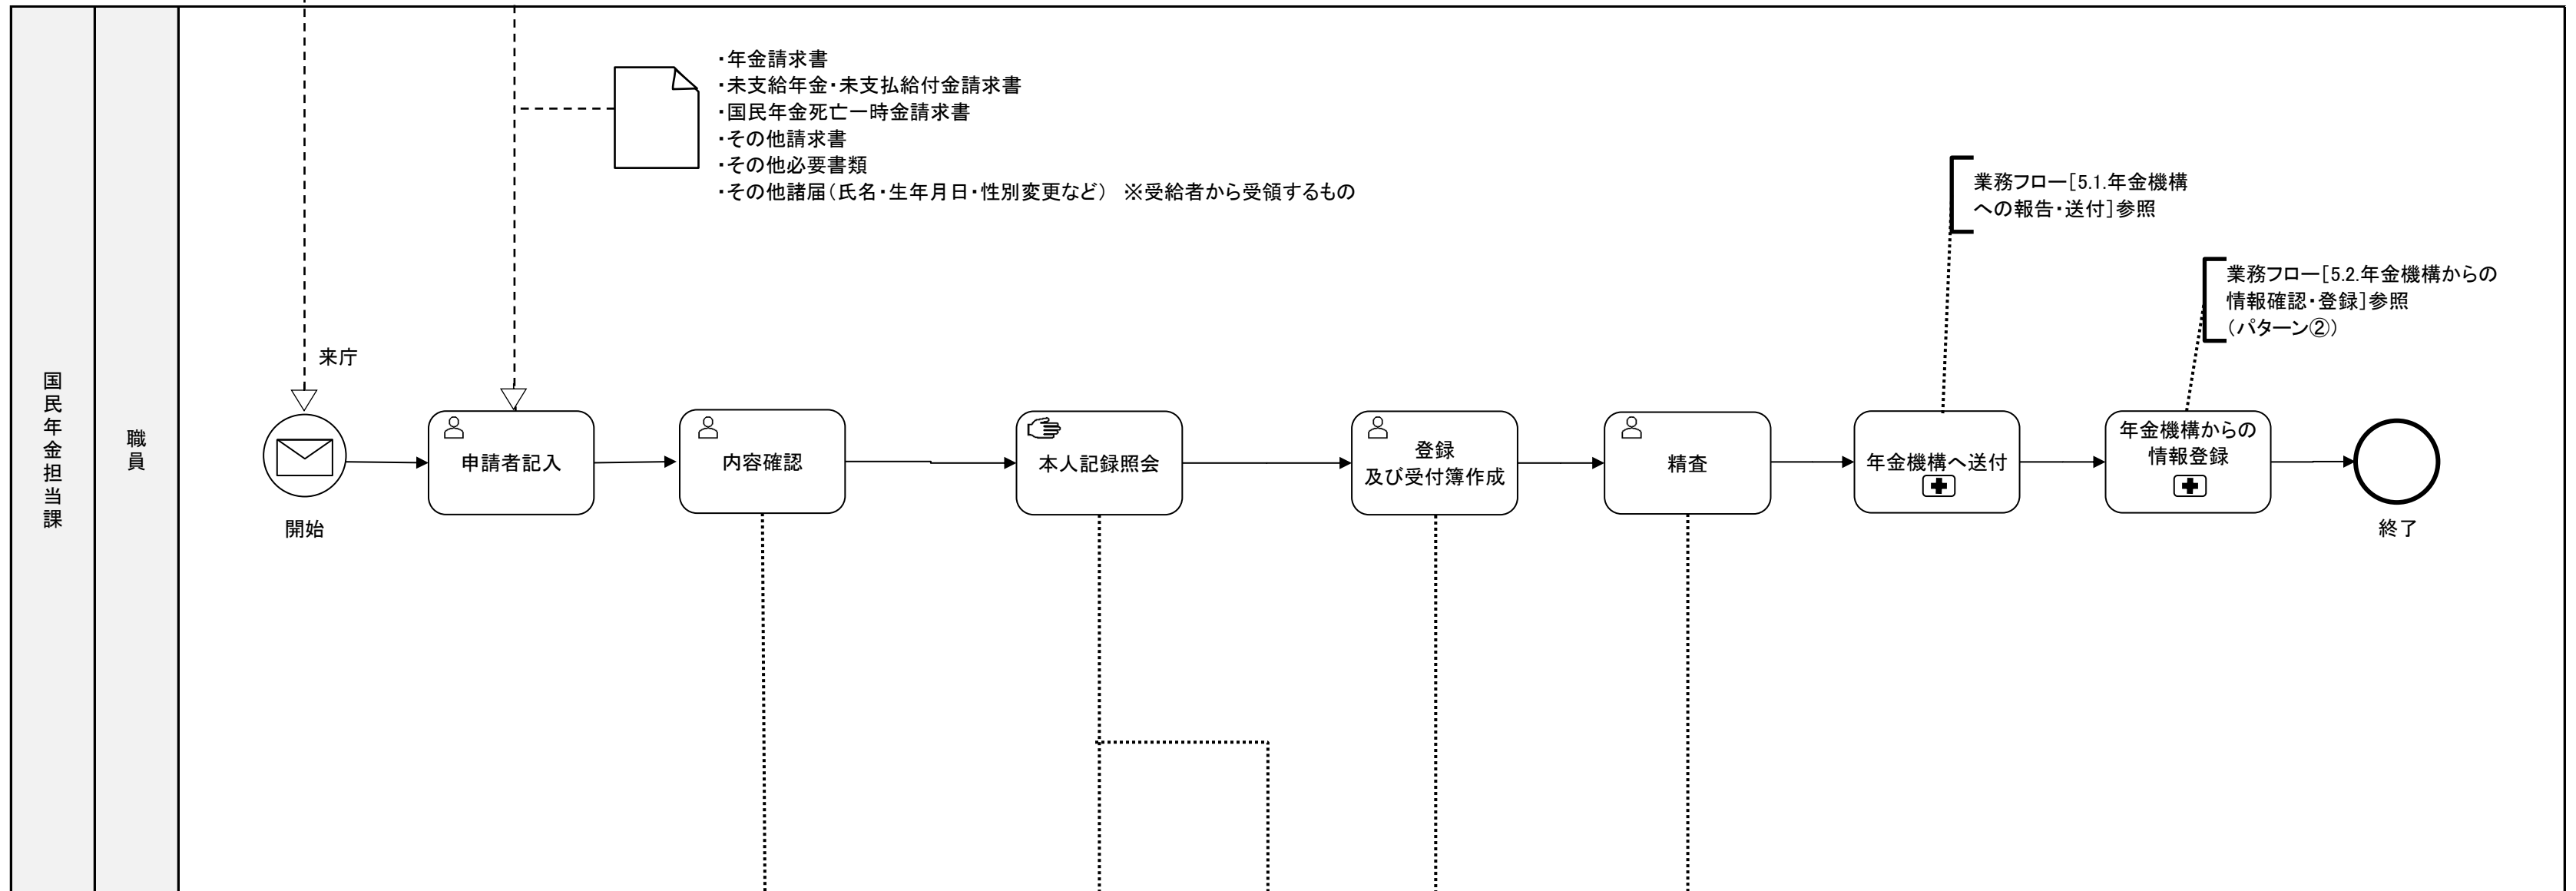 国民年金担当課
職員
・年金請求書
・未支給年金・未支払給付金請求書
・国民年金死亡一時金請求書
・その他請求書
・その他必要書類
・その他諸届（氏名・生年月日・性別変更など） ※受給者から受領するもの
業務フロー［5.1.年金機構
への報告・送付］参照
業務フロー［5.2.年金機構からの
情報確認・登録］参照
（パターン②）
来庁
開始
申請者記入
内容確認
本人記録照会
登録
及び受付簿作成
精査
年金機構へ送付
年金機構からの
情報登録
終了